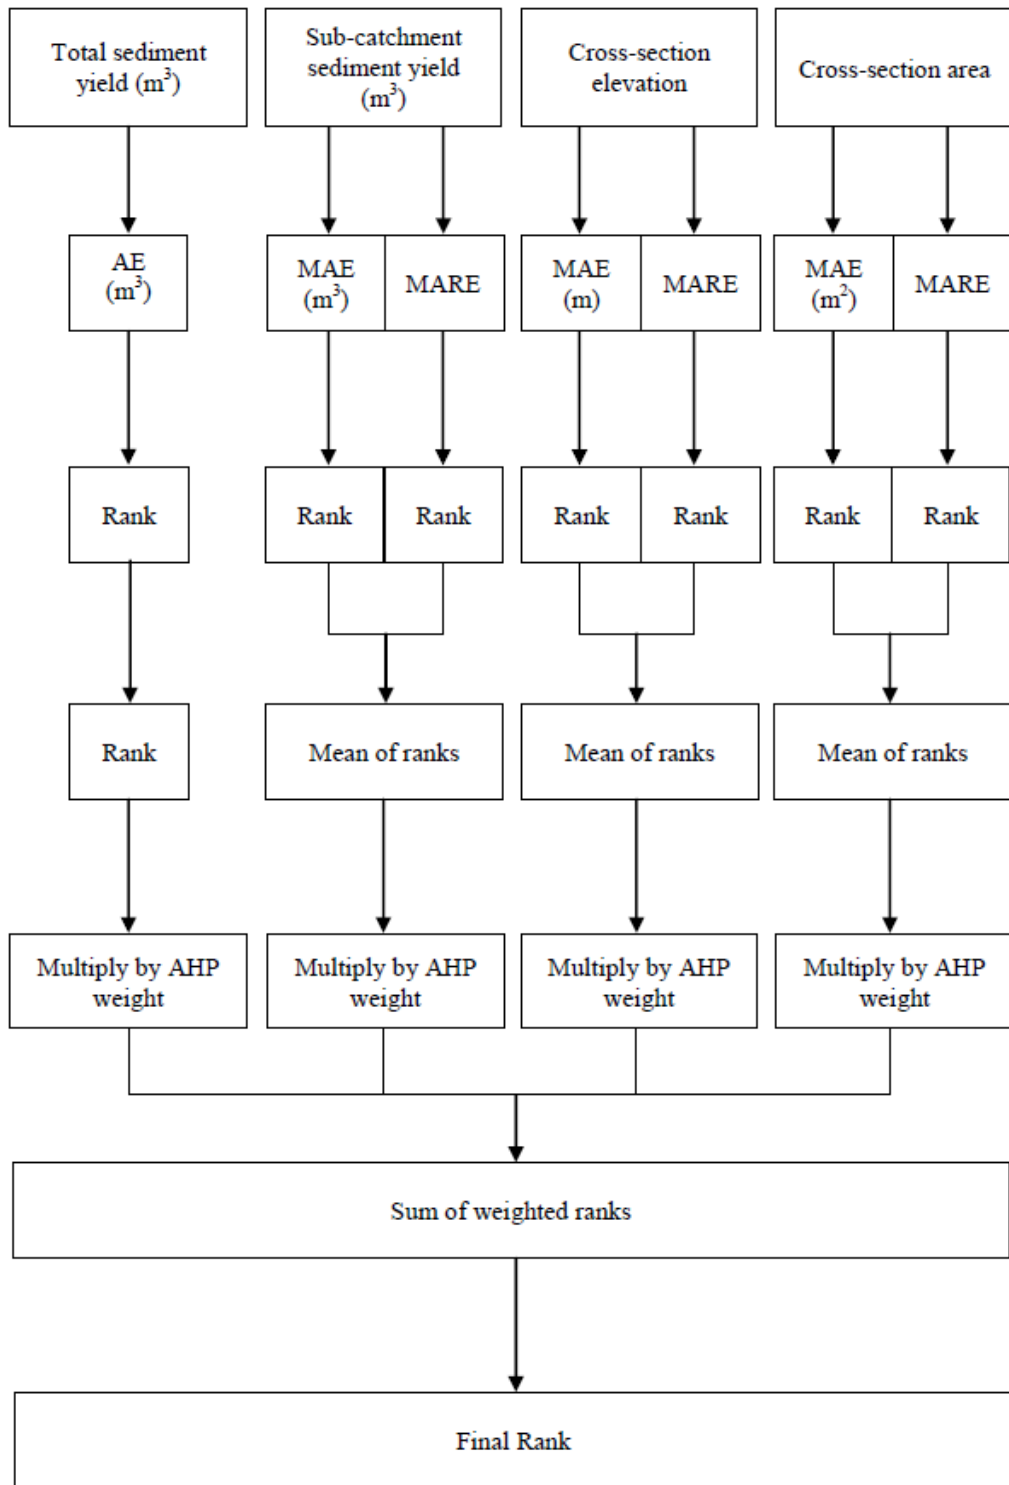 Total sediment
yield (m³)
Sub-catchment
sediment yield
(m³)
Cross-section
elevation
Cross-section area
AE
(m³)
MAE
(m³)
MARE
MAE
(m)
MARE
MAE
(m²)
MARE
Rank
Rank
Rank
Rank
Rank
Rank
Rank
Rank
Mean of ranks
Mean of ranks
Mean of ranks
Multiply by AHP
weight
Multiply by AHP
weight
Multiply by AHP
weight
Multiply by AHP
weight
Sum of weighted ranks
Final Rank